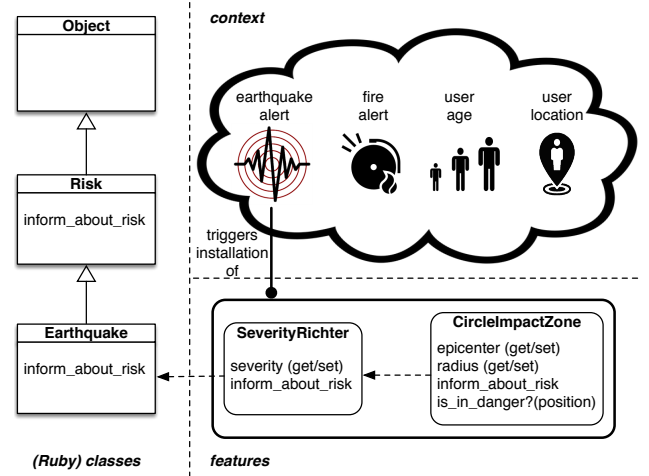 Object
Risk
inform_about_risk
Earthquake
inform_about_risk
(Ruby) classes
context
earthquake
alert
fire
alert
user
age
user
location
triggers
installation
of
SeverityRichter
severity (get/set)
inform_about_risk
CircleImpactZone
epicenter (get/set)
radius (get/set)
inform_about_risk
is_in_danger?(position)
features